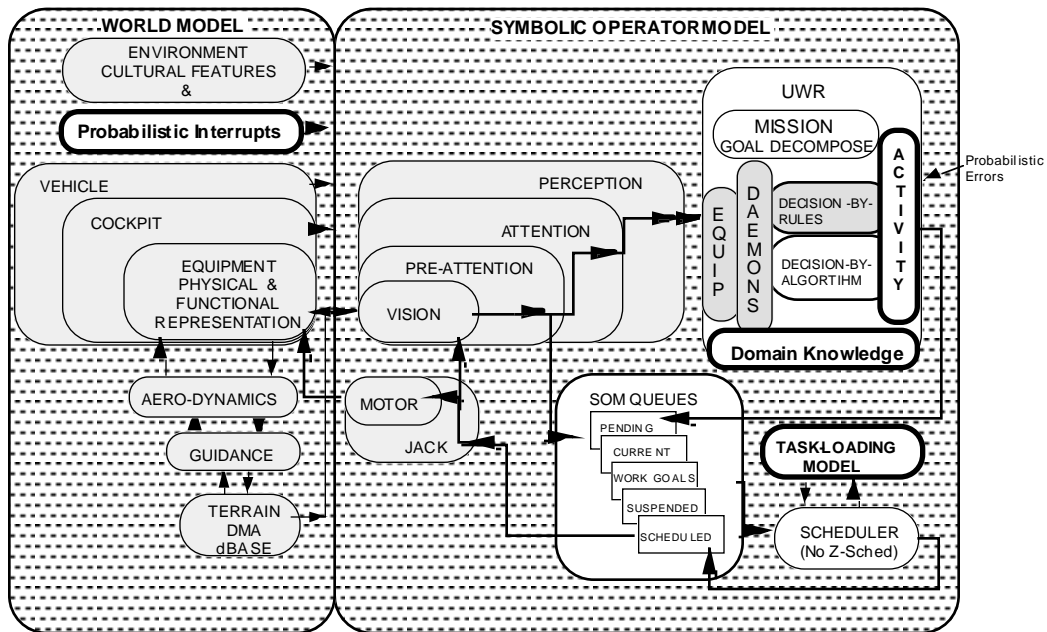 WORLD MODEL
SYMBOLIC OPERATOR MODEL
ENVIRONMENT
CULTURAL FEATURES
&
Probabilistic Interrupts
VEHICLE
COCKPIT
EQUIPMENT
PHYSICAL &
FUNCTIONAL
REPRESENTATION
AERO-DYNAMICS
GUIDANCE
TERRAIN
DMA
dBASE
PERCEPTION
ATTENTION
PRE-ATTENTION
VISION
MOTOR
JACK
UWR
MISSION
GOAL DECOMPOSE
EQUIP
DAEMONS
DECISION -BY-
RULES
DECISION-BY-
ALGORTIHM
ACTIVITY
Domain Knowledge
Probabilistic
Errors
SOM QUEUES
PENDING
CURRENT
WORK GOALS
SUSPENDED
SCHEDULED
TASK-LOADING
MODEL
SCHEDULER
(No Z-Sched)